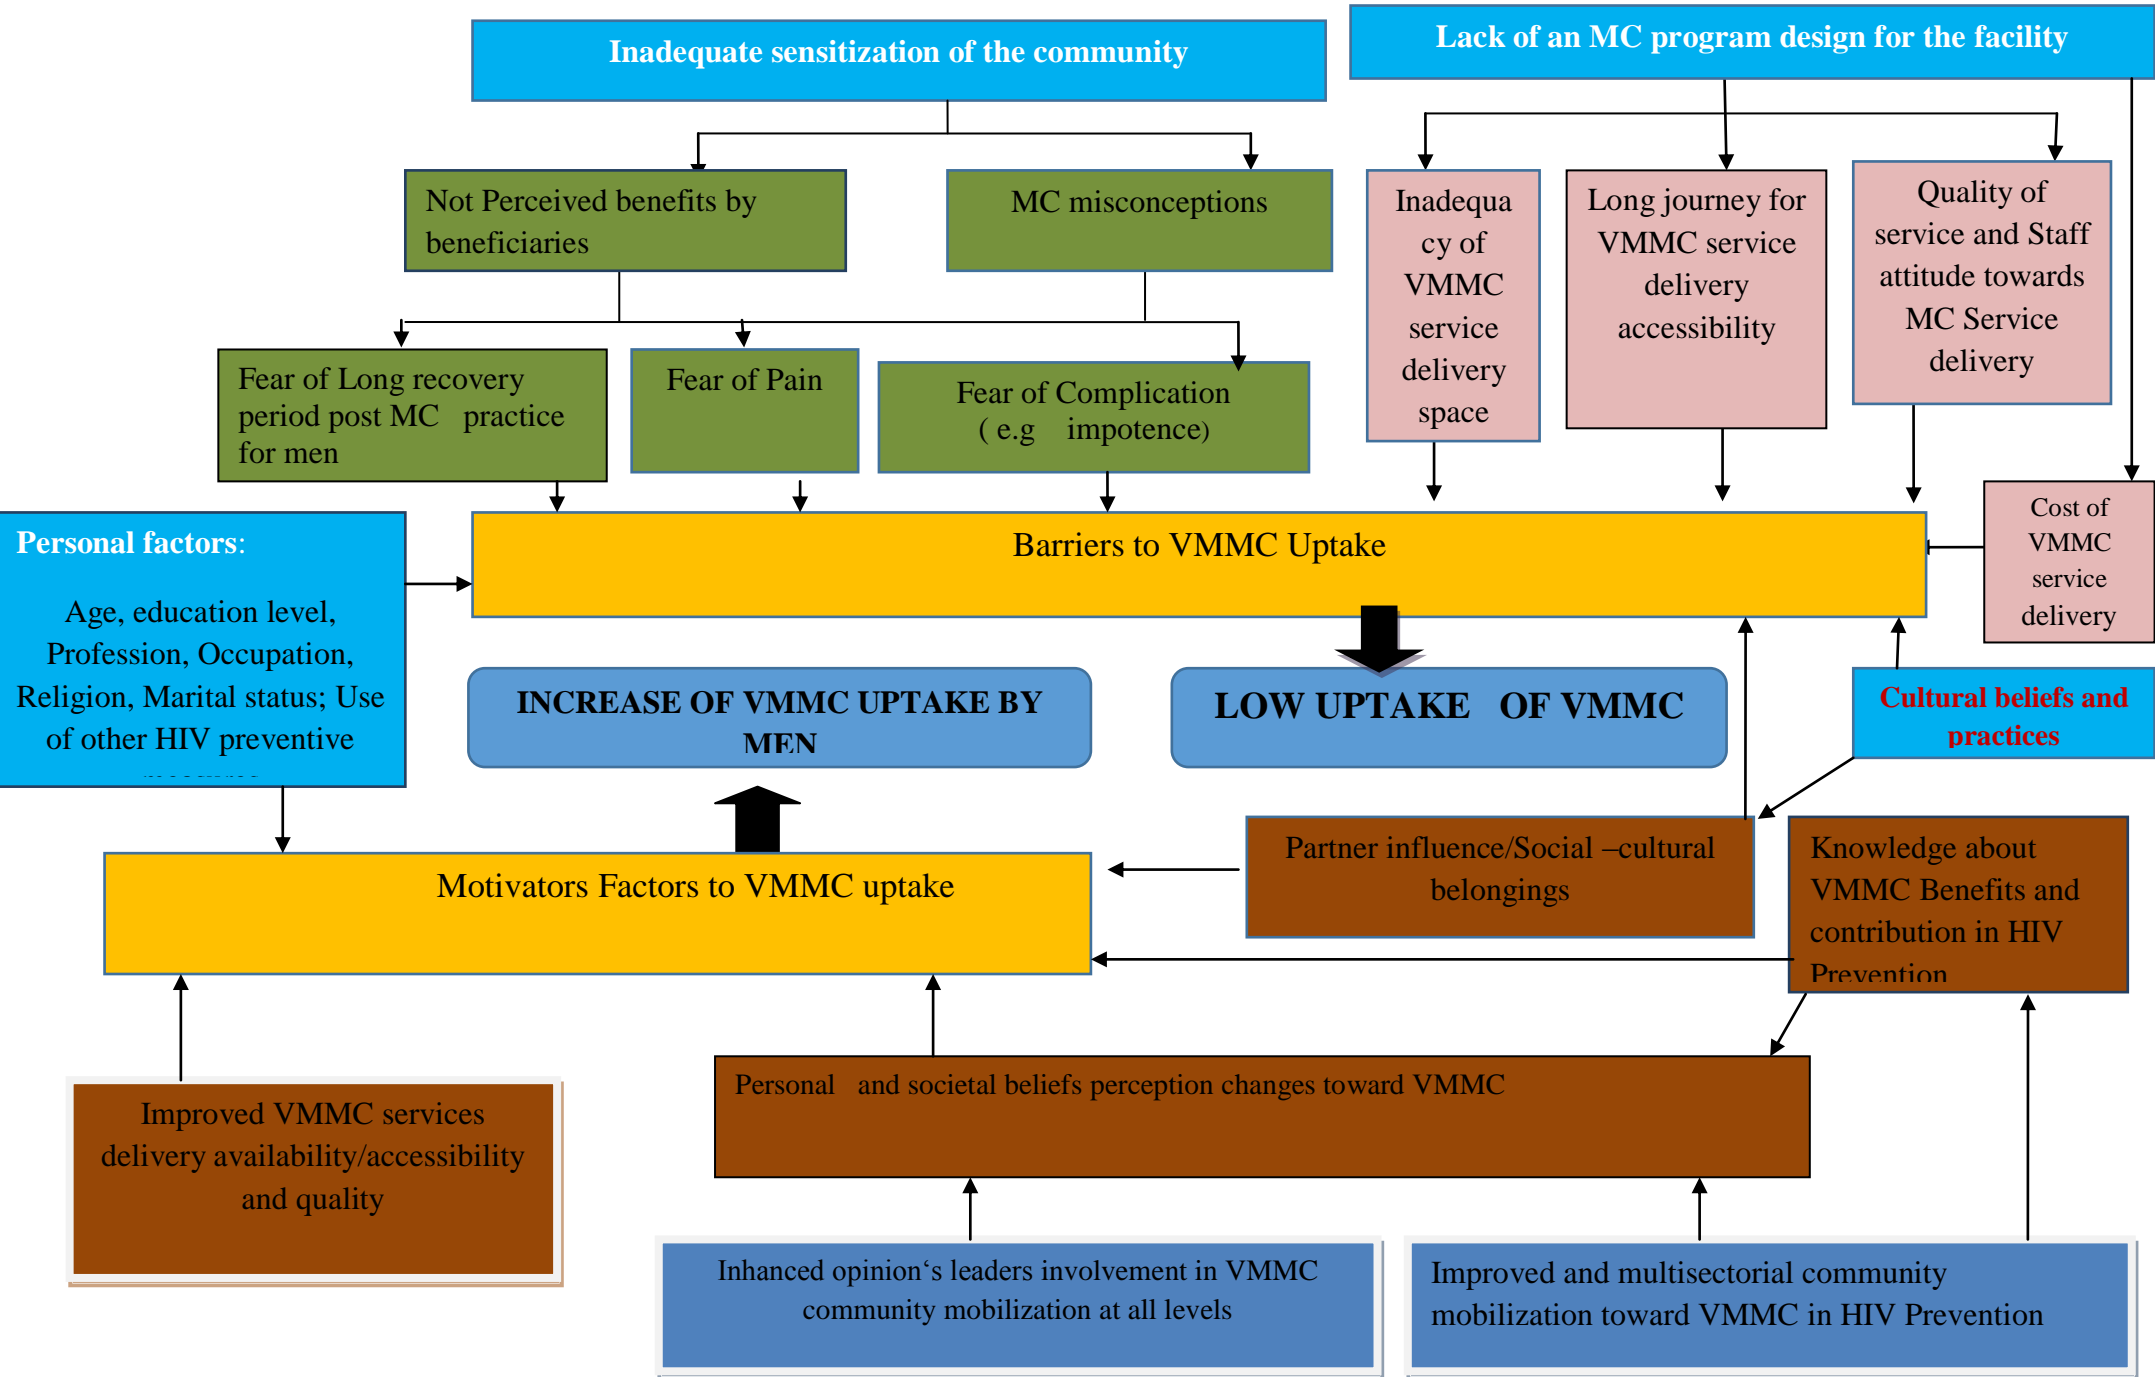 Inadequate sensitization of the community
Lack of an MC program design for the facility
Not Perceived benefits by
beneficiaries
MC misconceptions
Inadequa
cy of
VMMC
service
delivery
space
Long journey for
VMMC service
delivery
accessibility
Quality of
service and Staff
attitude towards
MC Service
delivery
Fear of Long recovery
period post MC practice
for men
Fear of Pain
Fear of Complication
( e.g impotence)
Cost of
VMMC
service
delivery
Personal factors:
Age, education level,
Profession, Occupation,
Religion, Marital status; Use
of other HIV preventive
Barriers to VMMC Uptake
INCREASE OF VMMC UPTAKE BY
MEN
LOW UPTAKE OF VMMC
Cultural beliefs and
practices
Motivators Factors to VMMC uptake
Partner influence/Social –cultural
belongings
Knowledge about
VMMC Benefits and
contribution in HIV
Prevention
Personal and societal beliefs perception changes toward VMMC
Improved VMMC services
delivery availability/accessibility
and quality
Inhanced opinion‘s leaders involvement in VMMC
community mobilization at all levels
Improved and multisectorial community
mobilization toward VMMC in HIV Prevention